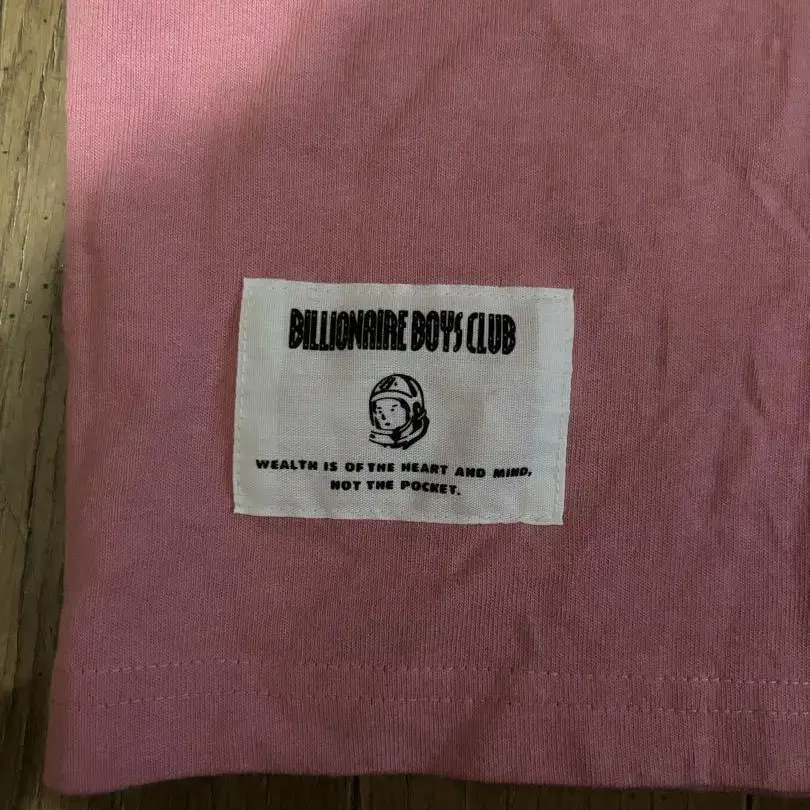 BILLIONAIRE BOYS CLUB
WEALTH IS OF THE HEART AND MIND,
NOT THE POCKET.